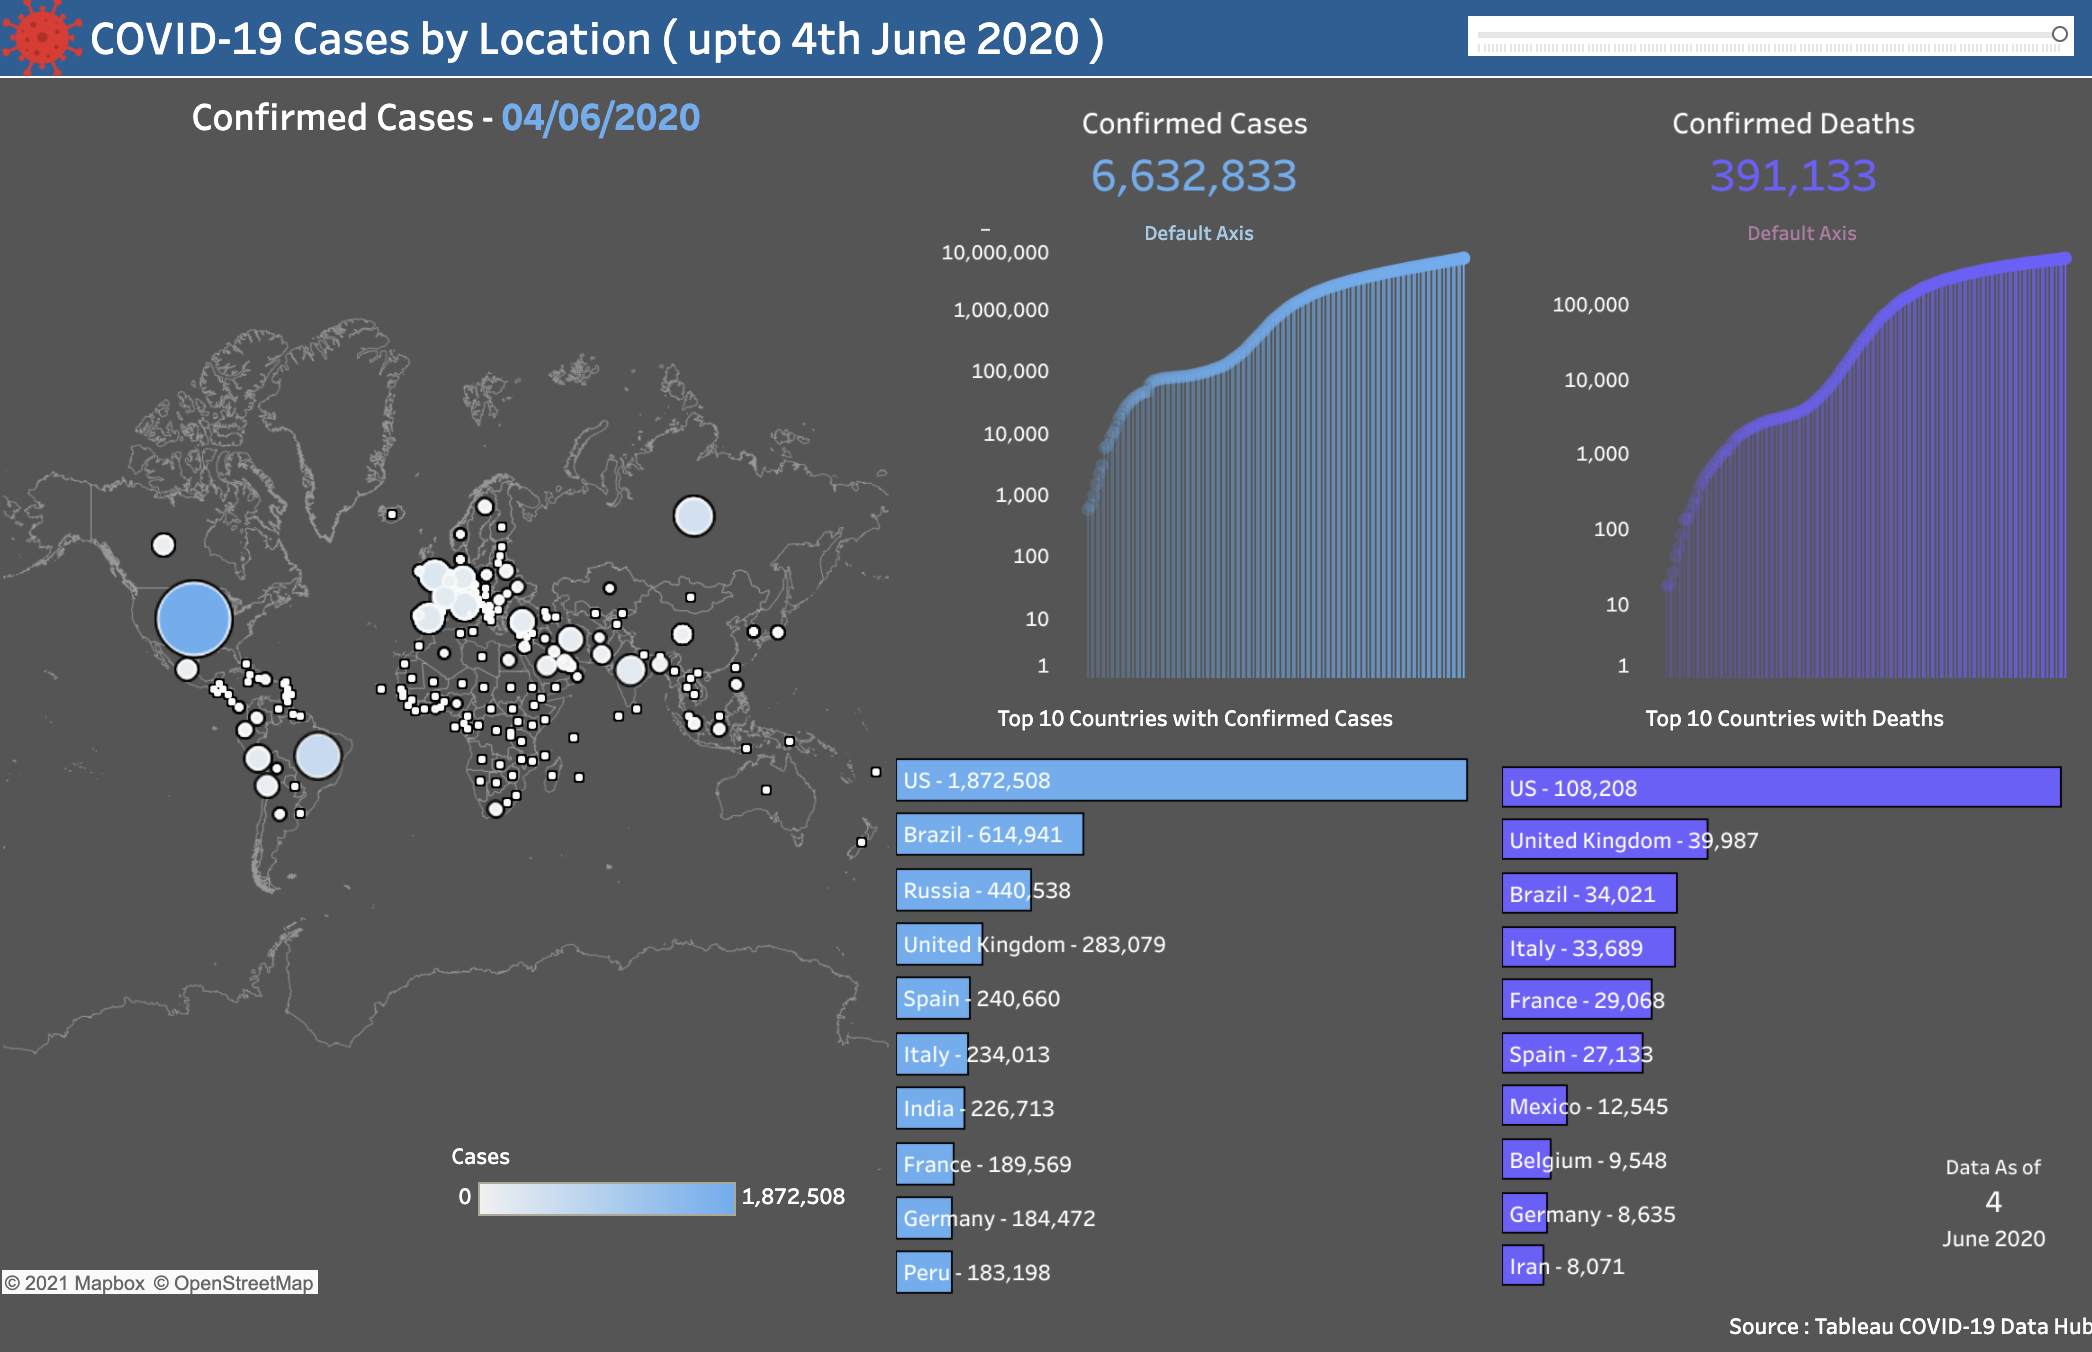 COVID-19 Cases by Location ( upto 4th June 2020 )
Confirmed Cases - 04/06/2020
Cases
0
1,872,508
© 2021 Mapbox © OpenStreetMap
Confirmed Cases
6,632,833
Default Axis
10,000,000
1,000,000
100,000
10,000
1,000
100
10
1
Top 10 Countries with Confirmed Cases
US - 1,872,508
Brazil - 614,941
Russia - 440,538
United Kingdom - 283,079
Spain - 240,660
Italy - 234,013
India - 226,713
France - 189,569
Germany - 184,472
Peru - 183,198
Confirmed Deaths
391,133
Default Axis
100,000
10,000
1,000
100
10
1
Top 10 Countries with Deaths
US - 108,208
United Kingdom - 39,987
Brazil - 34,021
Italy - 33,689
France - 29,068
Spain - 27,133
Mexico - 12,545
Belgium - 9,548
Germany - 8,635
Iran - 8,071
Data As of
4
June 2020
Source : Tableau COVID-19 Data Hub